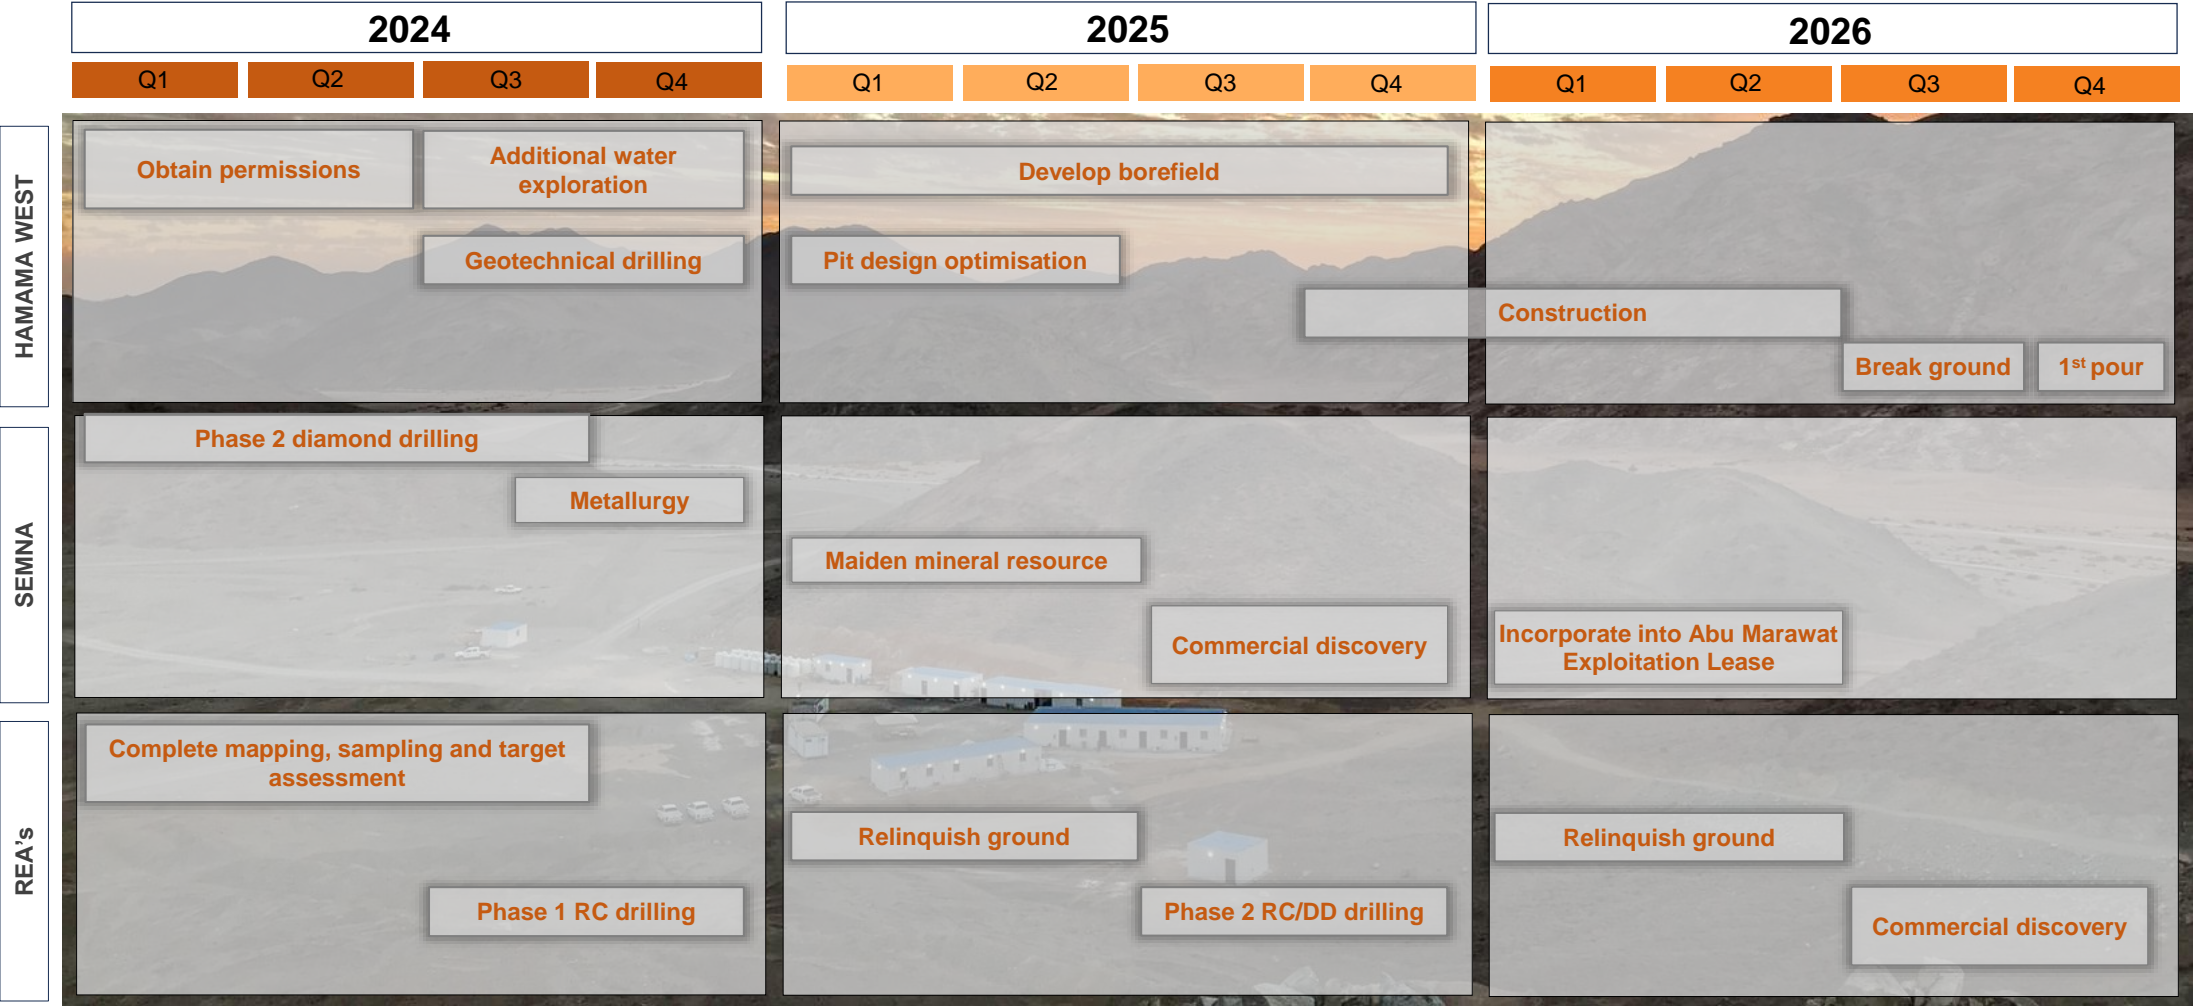 2024
2025
2026
Q1
Q2
Q3
Q4
Q1
Q2
Q3
Q4
Q1
Q2
Q3
Q4
HAMAMA WEST
Obtain permissions
Additional water
exploration
Develop borefield
Geotechnical drilling
Pit design optimisation
Construction
Break ground
1st pour
SEMNA
Phase 2 diamond drilling
Metallurgy
Maiden mineral resource
Commercial discovery
Incorporate into Abu Marawat
Exploitation Lease
REA's
Complete mapping, sampling and target
assessment
Relinquish ground
Relinquish ground
Phase 1 RC drilling
Phase 2 RC/DD drilling
Commercial discovery